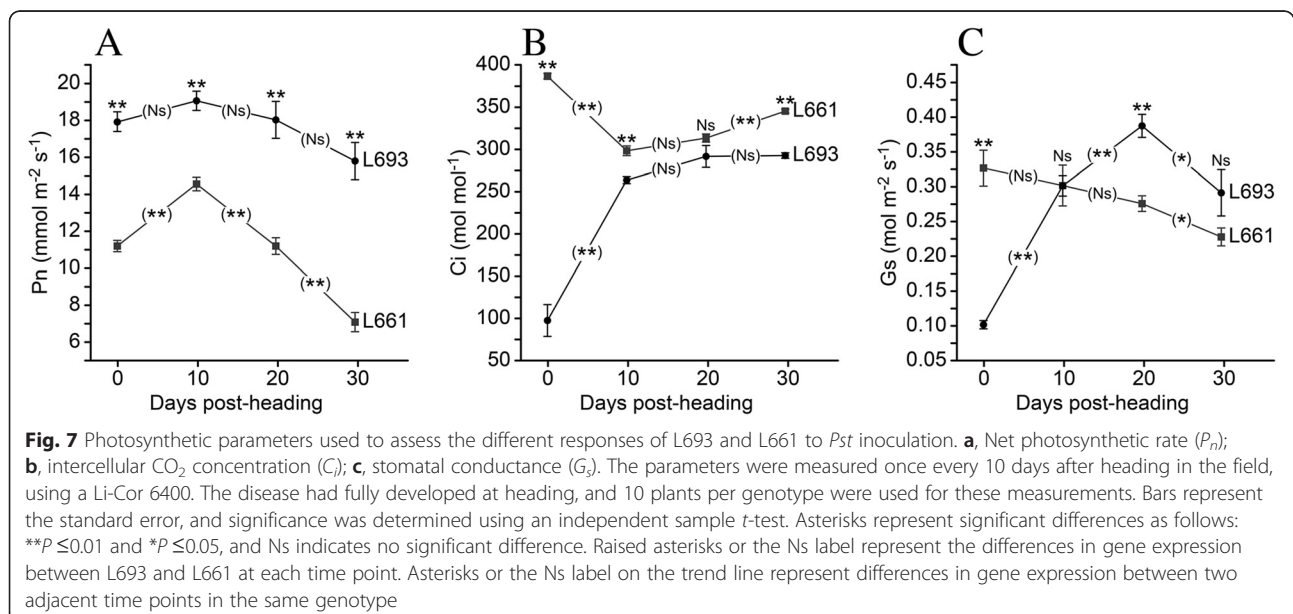 A
B
C
**
(Ns)
**
(Ns)
**
(Ns)
**
L693
(**)
(**)
(**)
L661
20
18
16
14
12
10
8
6
Pn (mmol m⁻² s⁻¹)
0 10 20 30
Days post-heading
**
(**)
**
(Ns)
Ns
(**)
**
L661
(**)
(Ns)
(Ns)
L693
400
350
300
250
200
150
100
50
Ci (mol mol⁻¹)
0 10 20 30
Days post-heading
**
(Ns)
Ns
(**)
**
(*)
Ns
L693
(**)
(Ns)
(*)
L661
0.45
0.40
0.35
0.30
0.25
0.20
0.15
0.10
0.05
Gs (mol m⁻² s⁻¹)
0 10 20 30
Days post-heading
Fig. 7 Photosynthetic parameters used to assess the different responses of L693 and L661 to Pst inoculation. a, Net photosynthetic rate (Pₙ);
b, intercellular CO₂ concentration (Cᵢ); c, stomatal conductance (Gₛ). The parameters were measured once every 10 days after heading in the field,
using a Li-Cor 6400. The disease had fully developed at heading, and 10 plants per genotype were used for these measurements. Bars represent
the standard error, and significance was determined using an independent sample t-test. Asterisks represent significant differences as follows:
**P ≤0.01 and *P ≤0.05, and Ns indicates no significant difference. Raised asterisks or the Ns label represent the differences in gene expression
between L693 and L661 at each time point. Asterisks or the Ns label on the trend line represent differences in gene expression between two
adjacent time points in the same genotype